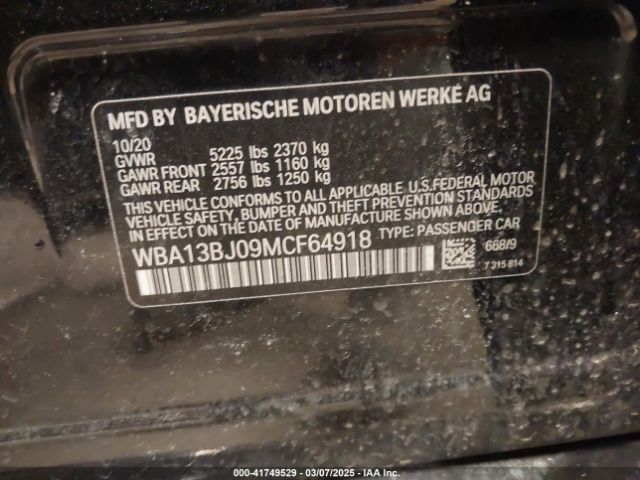 MFD BY BAYERISCHE MOTOREN WERKE AG
10/20
GVWR 5225 lbs 2370 kg
GAWR FRONT 2557 lbs 1160 kg
GAWR REAR 2756 lbs 1250 kg
THIS VEHICLE CONFORMS TO ALL APPLICABLE U.S.FEDERAL MOTOR
VEHICLE SAFETY, BUMPER AND THEFT PREVENTION STANDARDS
IN EFFECT ON THE DATE OF MANUFACTURE SHOWN ABOVE.
WBA13BJ09MCF64918 TYPE: PASSENGER CAR
668/9
7 315 814
000-41749529 - 03/07/2025 - IAA Inc.